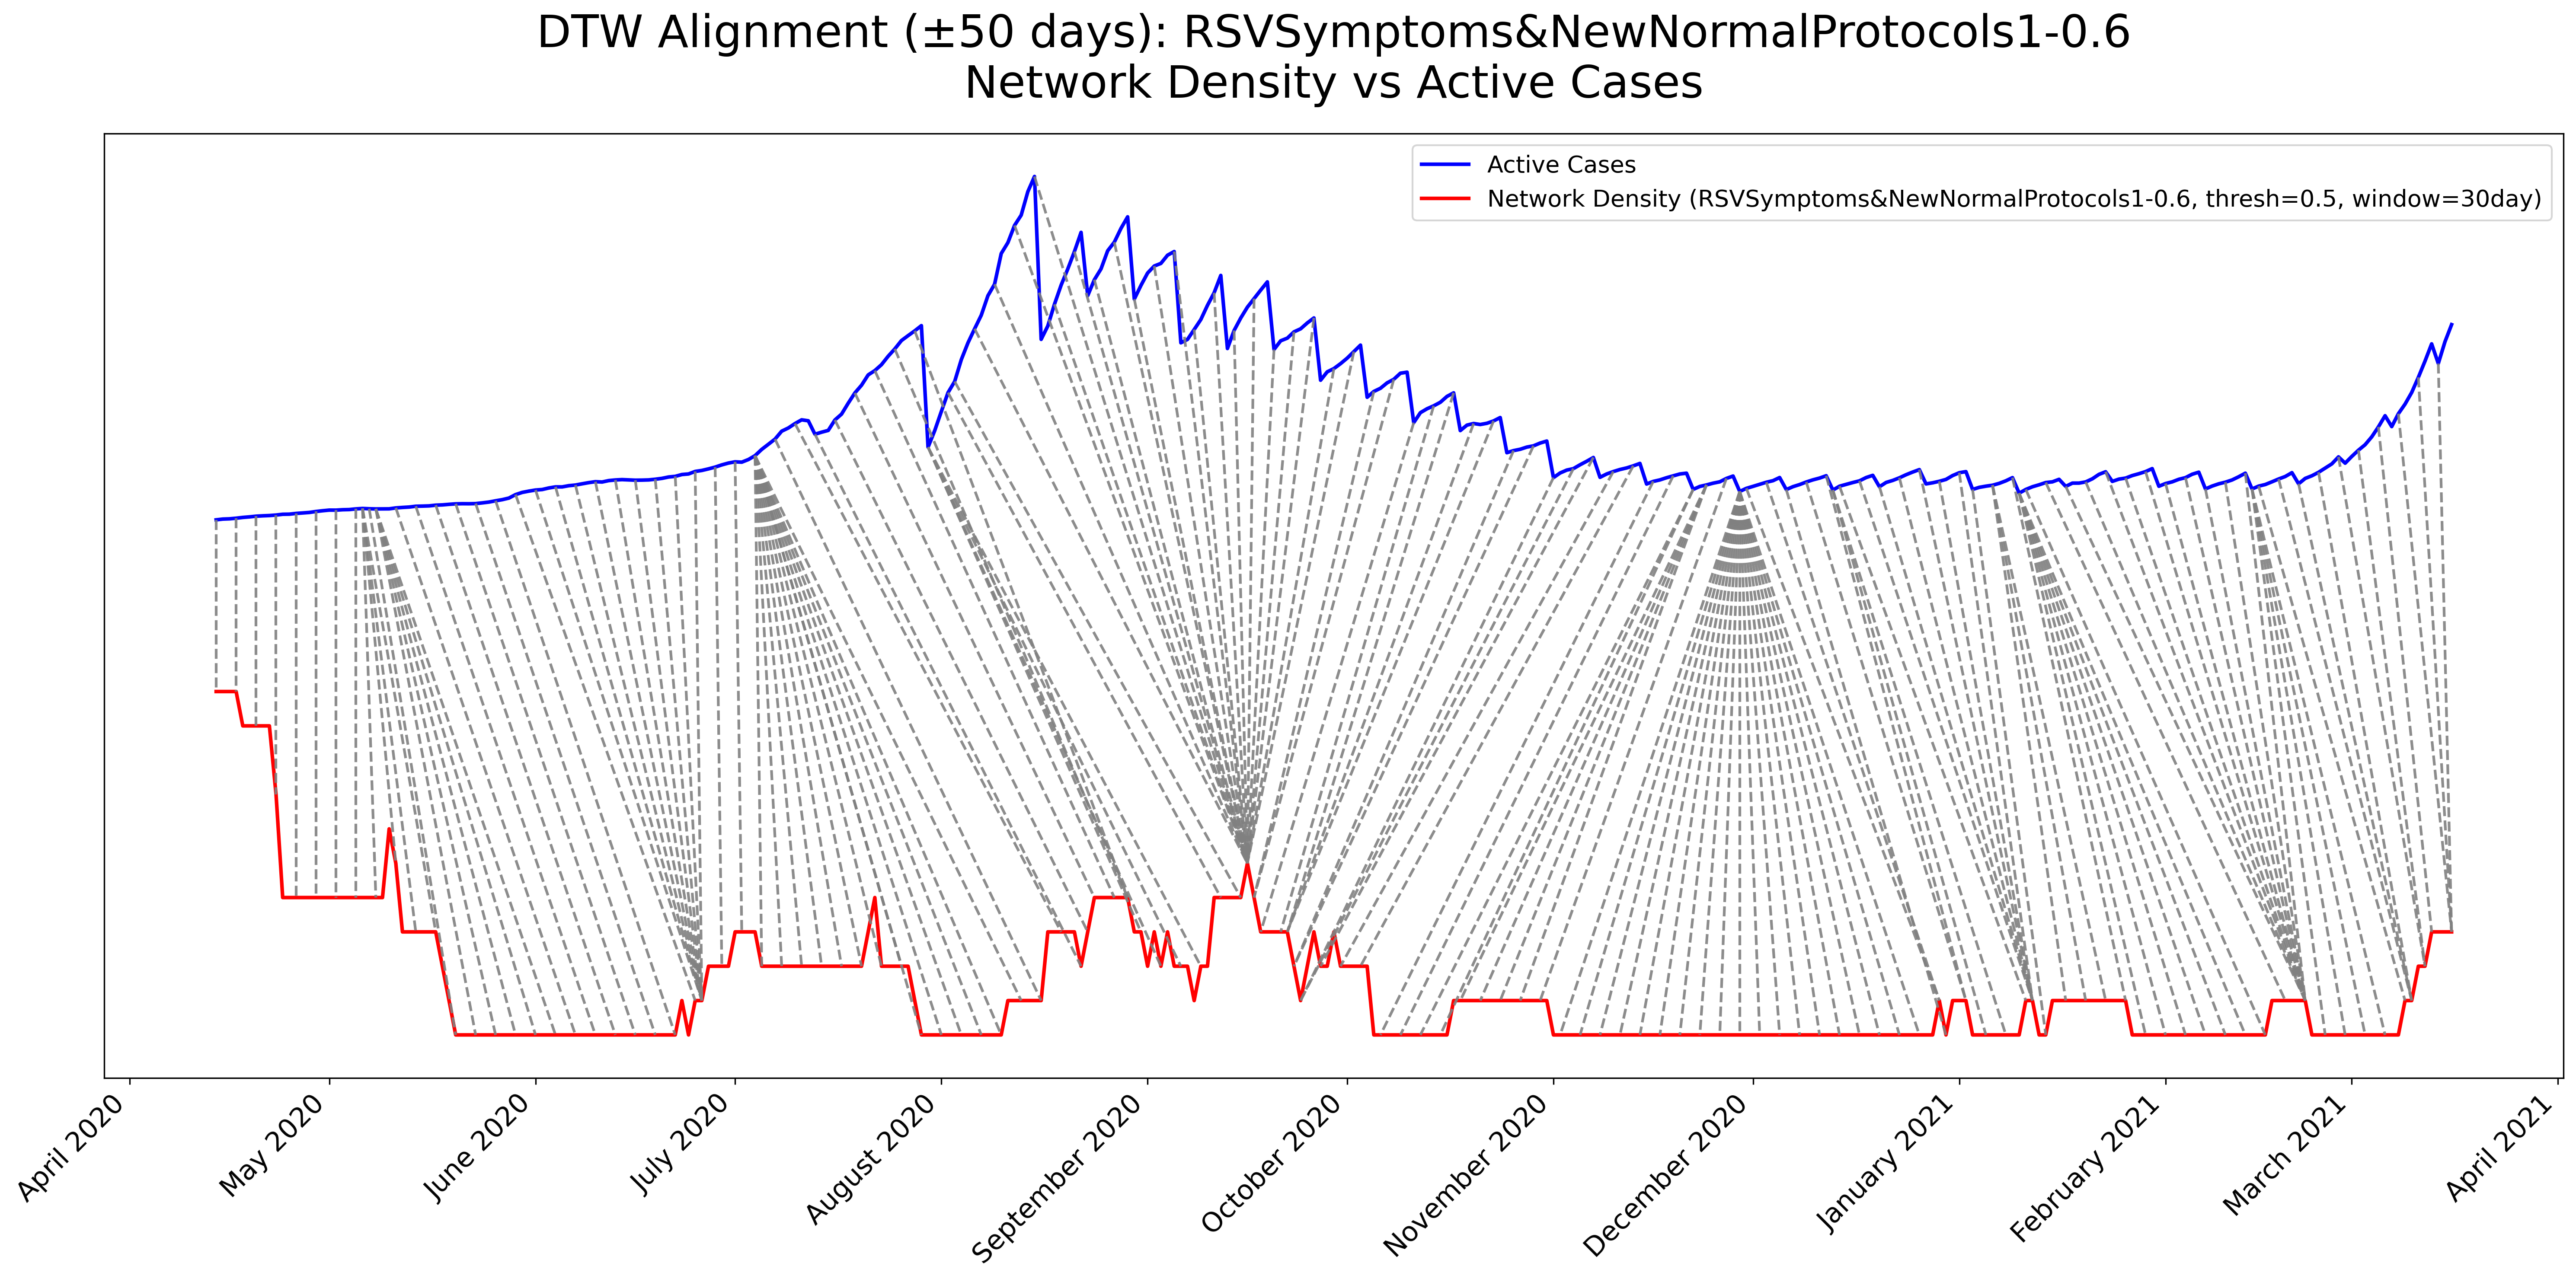 DTW Alignment (±50 days): RSVSymptoms&NewNormalProtocols1-0.6
Network Density vs Active Cases
Active Cases
Network Density (RSVSymptoms&NewNormalProtocols1-0.6, thresh=0.5, window=30day)
April 2020
May 2020
June 2020
July 2020
August 2020
September 2020
October 2020
November 2020
December 2020
January 2021
February 2021
March 2021
April 2021